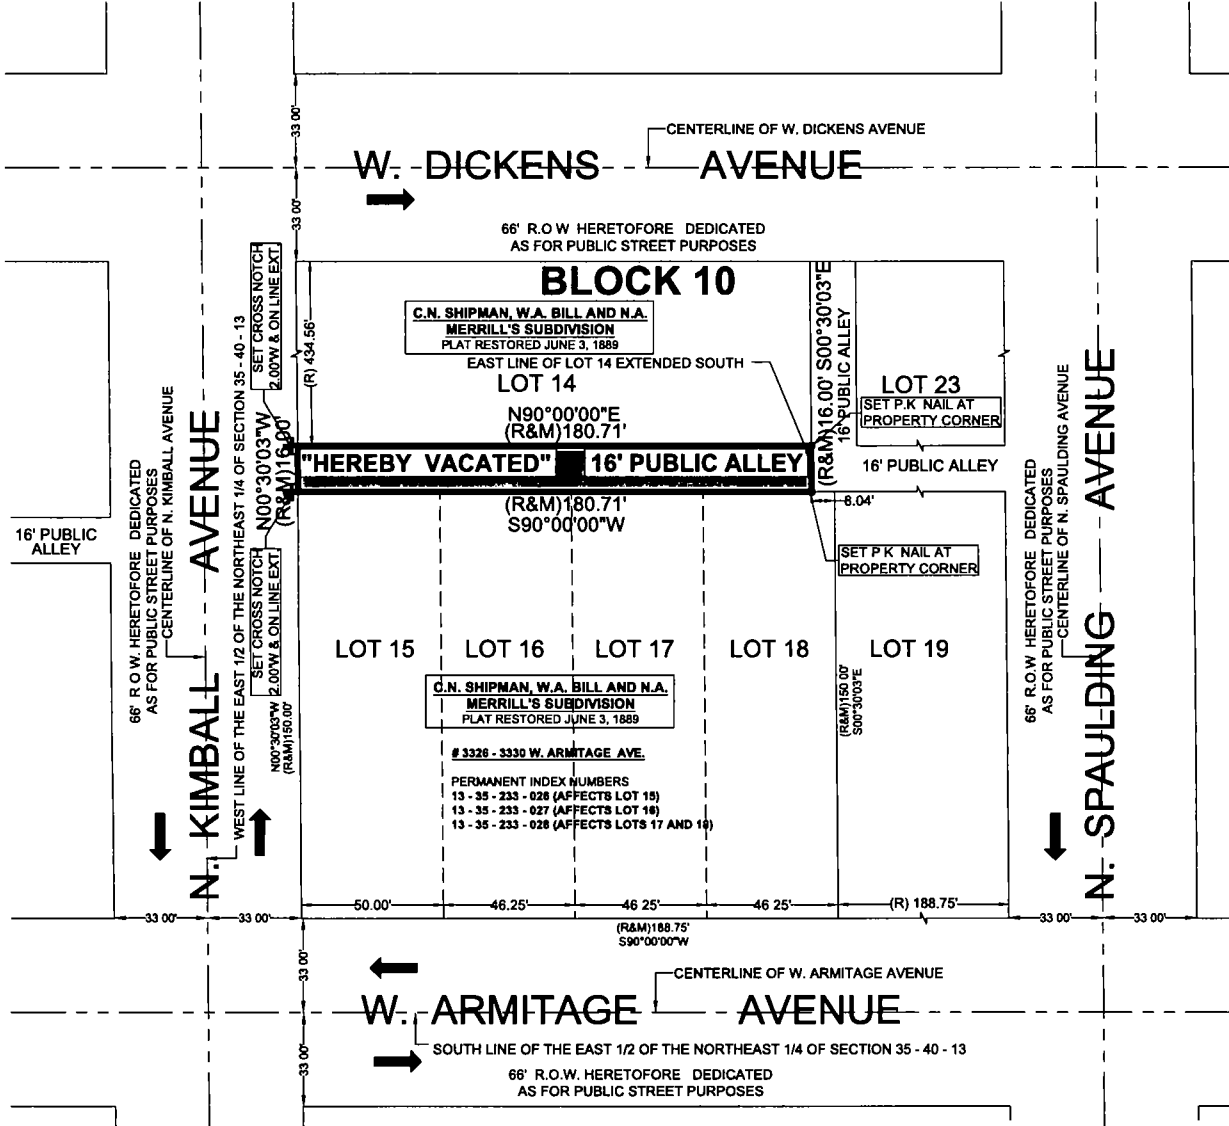 33 00'
CENTERLINE OF W. DICKENS AVENUE
W. DICKENS AVENUE
33 00'
66' R.O.W HERETOFORE DEDICATED
AS FOR PUBLIC STREET PURPOSES
BLOCK 10
C.N. SHIPMAN, W.A. BILL AND N.A.
MERRILL'S SUBDIVISION
PLAT RESTORED JUNE 3, 1889
EAST LINE OF LOT 14 EXTENDED SOUTH
LOT 14
(R) 434.56'
N90°00'00"E
(R&M)180.71'
"HEREBY VACATED" 16' PUBLIC ALLEY
(R&M)180.71'
S90°00'00"W
SET CROSS NOTCH
2.00'W & ON LINE EXT.
N00°30'03"W
(R&M)16.00'
SET CROSS NOTCH
2.00'W & ON LINE EXT.
(R&M)16.00' S00°30'03"E
16' PUBLIC ALLEY
LOT 23
SET P.K NAIL AT
PROPERTY CORNER
16' PUBLIC ALLEY
8.04'
SET P K NAIL AT
PROPERTY CORNER
16' PUBLIC
ALLEY
66' R O W. HERETOFORE DEDICATED
AS FOR PUBLIC STREET PURPOSES
CENTERLINE OF N. KIMBALL AVENUE
N. KIMBALL AVENUE
WEST LINE OF THE EAST 1/2 OF THE NORTHEAST 1/4 OF SECTION 35 - 40 - 13
N00°30'03"W
(R&M)150.00'
LOT 15
LOT 16
LOT 17
LOT 18
LOT 19
C.N. SHIPMAN, W.A. BILL AND N.A.
MERRILL'S SUBDIVISION
PLAT RESTORED JUNE 3, 1889
# 3326 - 3330 W. ARMITAGE AVE.
PERMANENT INDEX NUMBERS
13 - 35 - 233 - 026 (AFFECTS LOT 15)
13 - 35 - 233 - 027 (AFFECTS LOT 16)
13 - 35 - 233 - 028 (AFFECTS LOTS 17 AND 18)
(R&M)150 00'
S00°30'03"E
66' R.O.W HERETOFORE DEDICATED
AS FOR PUBLIC STREET PURPOSES
CENTERLINE OF N. SPAULDING AVENUE
N. SPAULDING AVENUE
50.00'
46.25'
46 25'
46 25'
(R) 188.75'
33 00'
33 00'
33 00'
33 00'
(R&M)188.75'
S90°00'00"W
33 00'
CENTERLINE OF W. ARMITAGE AVENUE
W. ARMITAGE AVENUE
SOUTH LINE OF THE EAST 1/2 OF THE NORTHEAST 1/4 OF SECTION 35 - 40 - 13
33 00'
66' R.O.W. HERETOFORE DEDICATED
AS FOR PUBLIC STREET PURPOSES